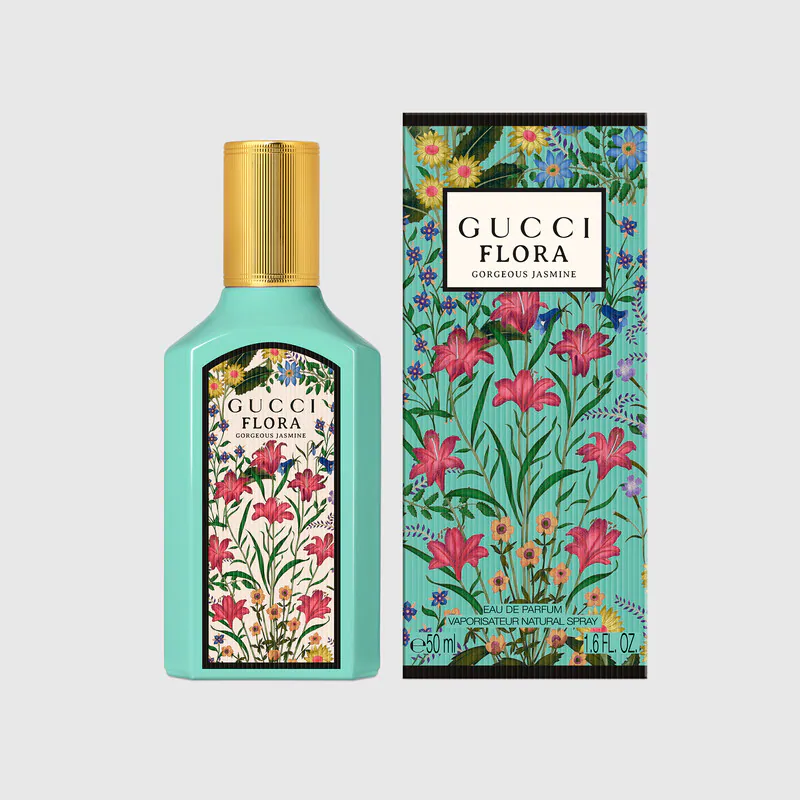 GUCCI
FLORA
GORGEOUS JASMINE
GUCCI
FLORA
GORGEOUS JASMINE
EAU DE PARFUM
VAPORISATEUR NATURAL SPRAY
℮50 ml
1.6 FL. OZ.